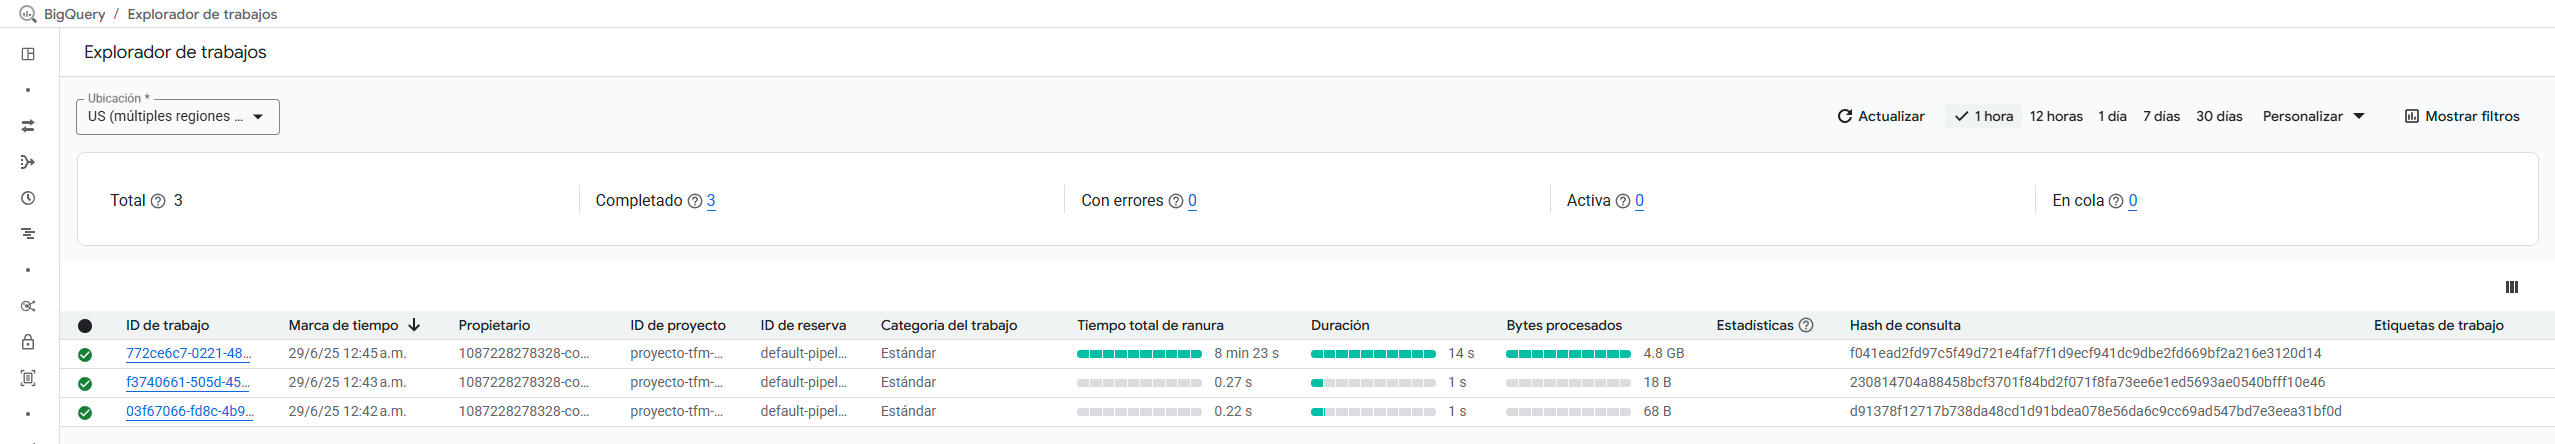 BigQuery / Explorador de trabajos
Explorador de trabajos
Ubicación *
US (múltiples regiones ...
Actualizar 1 hora 12 horas 1 día 7 días 30 días Personalizar Mostrar filtros
Total 3 Completado 3 Con errores 0 Activa 0 En cola 0
ID de trabajo Marca de tiempo Propietario ID de proyecto ID de reserva Categoría del trabajo Tiempo total de ranura Duración Bytes procesados Estadísticas Hash de consulta Etiquetas de trabajo
772ce6c7-0221-48... 29/6/25 12:45 a.m. 1087228278328-co... proyecto-tfm-... default-pipel... Estándar 8 min 23 s 14 s 4.8 GB f041ead2fd97c5f49d721e4faf7f1d9ecf941dc9dbe2fd669bf2a216e3120d14
f3740661-505d-45... 29/6/25 12:43 a.m. 1087228278328-co... proyecto-tfm-... default-pipel... Estándar 0.27 s 1 s 18 B 230814704a88458bcf3701f84bd2f071f8fa73ee6e1ed5693ae0540bfff10e46
03f67066-fd8c-4b9... 29/6/25 12:42 a.m. 1087228278328-co... proyecto-tfm-... default-pipel... Estándar 0.22 s 1 s 68 B d91378f12717b738da48cd1d91bdea078e56da6c9cc69ad547bd7e3eea31bf0d